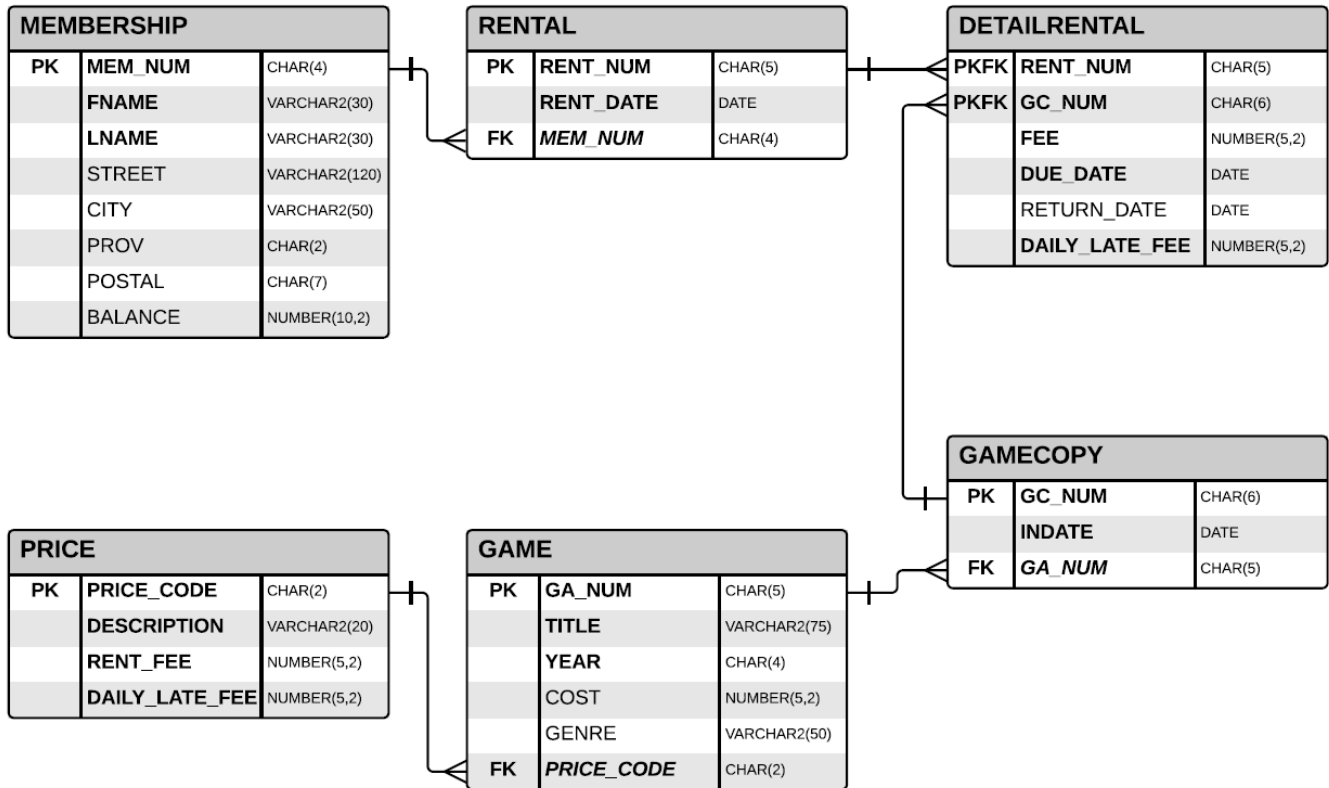 MEMBERSHIP
PK MEM_NUM CHAR(4)
FNAME VARCHAR2(30)
LNAME VARCHAR2(30)
STREET VARCHAR2(120)
CITY VARCHAR2(50)
PROV CHAR(2)
POSTAL CHAR(7)
BALANCE NUMBER(10,2)
RENTAL
PK RENT_NUM CHAR(5)
RENT_DATE DATE
FK MEM_NUM CHAR(4)
DETAILRENTAL
PKFK RENT_NUM CHAR(5)
PKFK GC_NUM CHAR(6)
FEE NUMBER(5,2)
DUE_DATE DATE
RETURN_DATE DATE
DAILY_LATE_FEE NUMBER(5,2)
PRICE
PK PRICE_CODE CHAR(2)
DESCRIPTION VARCHAR2(20)
RENT_FEE NUMBER(5,2)
DAILY_LATE_FEE NUMBER(5,2)
GAME
PK GA_NUM CHAR(5)
TITLE VARCHAR2(75)
YEAR CHAR(4)
COST NUMBER(5,2)
GENRE VARCHAR2(50)
FK PRICE_CODE CHAR(2)
GAMECOPY
PK GC_NUM CHAR(6)
INDATE DATE
FK GA_NUM CHAR(5)